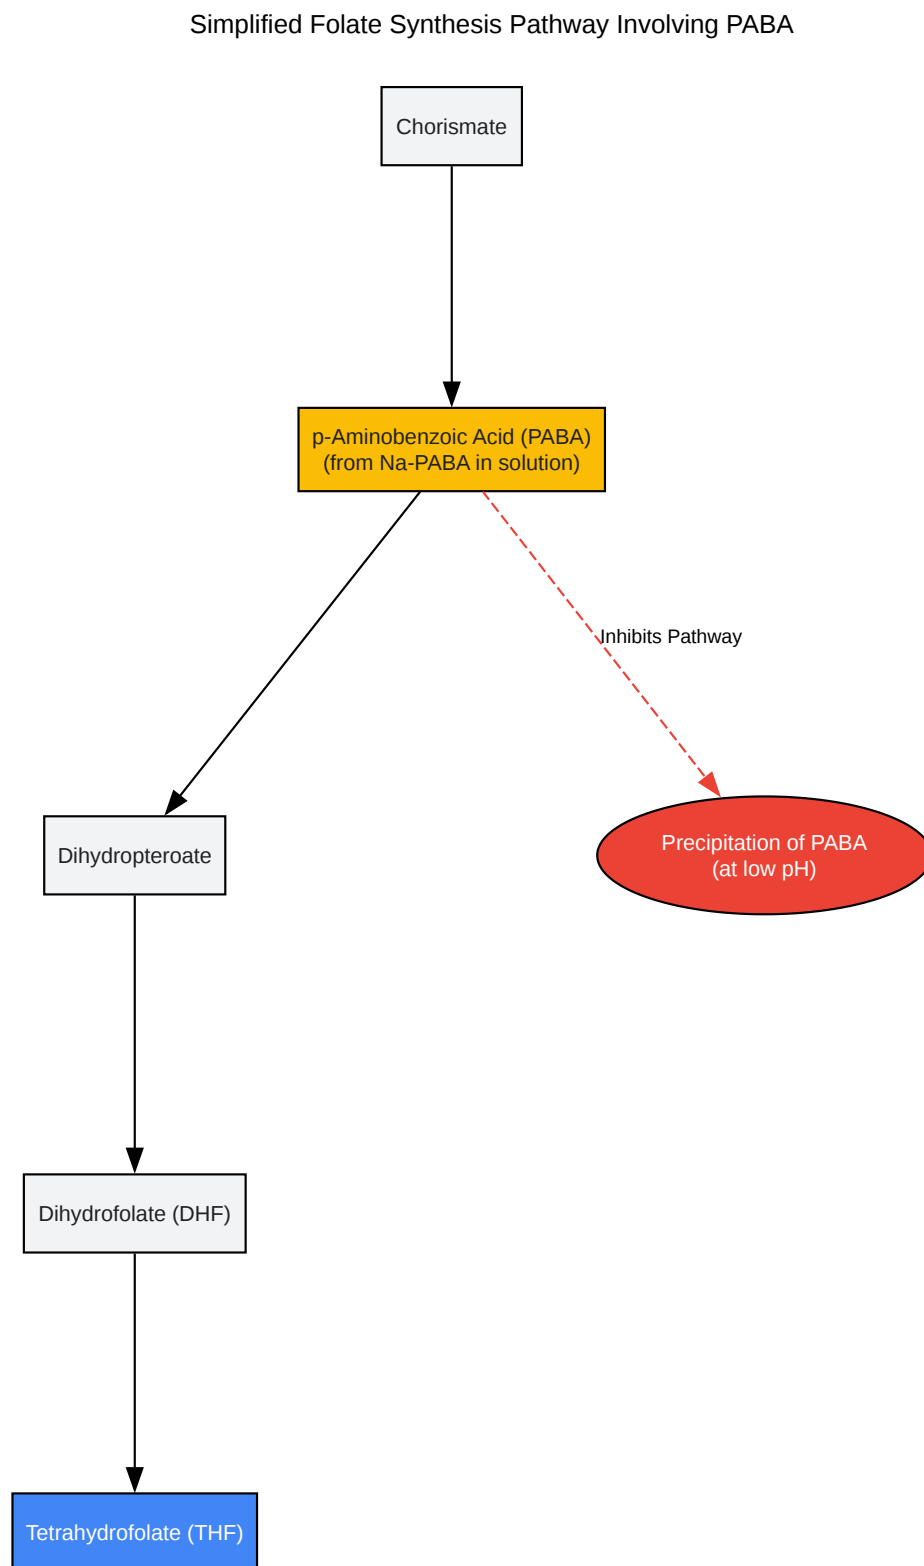 Simplified Folate Synthesis Pathway Involving PABA
Chorismate
p-Aminobenzoic Acid (PABA)
(from Na-PABA in solution)
Inhibits Pathway
Dihydropteroate
Precipitation of PABA
(at low pH)
Dihydrofolate (DHF)
Tetrahydrofolate (THF)